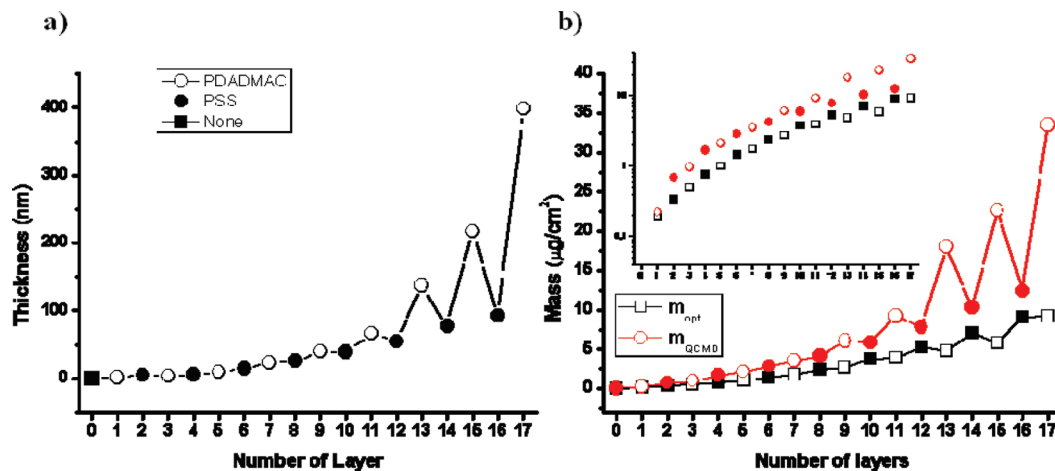 a)
PDADMAC
PSS
None
Thickness (nm)
400
300
200
100
0
0 1 2 3 4 5 6 7 8 9 10 11 12 13 14 15 16 17
Number of Layer
b)
Mass (µg/cm²)
40
35
30
25
20
15
10
5
0
m opt
m QCMD
0 1 2 3 4 5 6 7 8 9 10 11 12 13 14 15 16 17
Number of layers